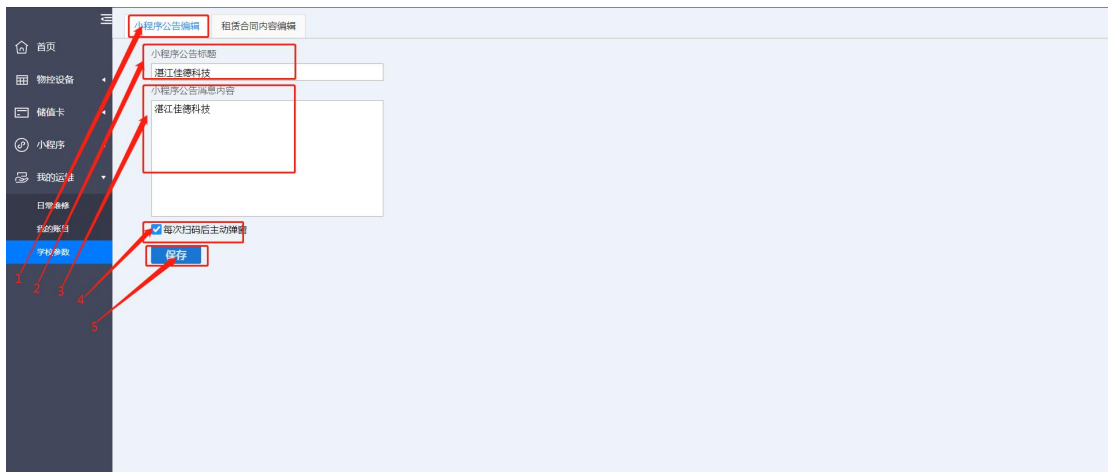 小程序公告编辑 租赁合同内容编辑
首页
小程序公告标题
物控设备
湛江佳德科技
小程序公告消息内容
储值卡
湛江佳德科技
小程序
我的运维
日常维修
我的账目
每次扫码后主动弹窗
学校参数
保存
1
2
3
4
5